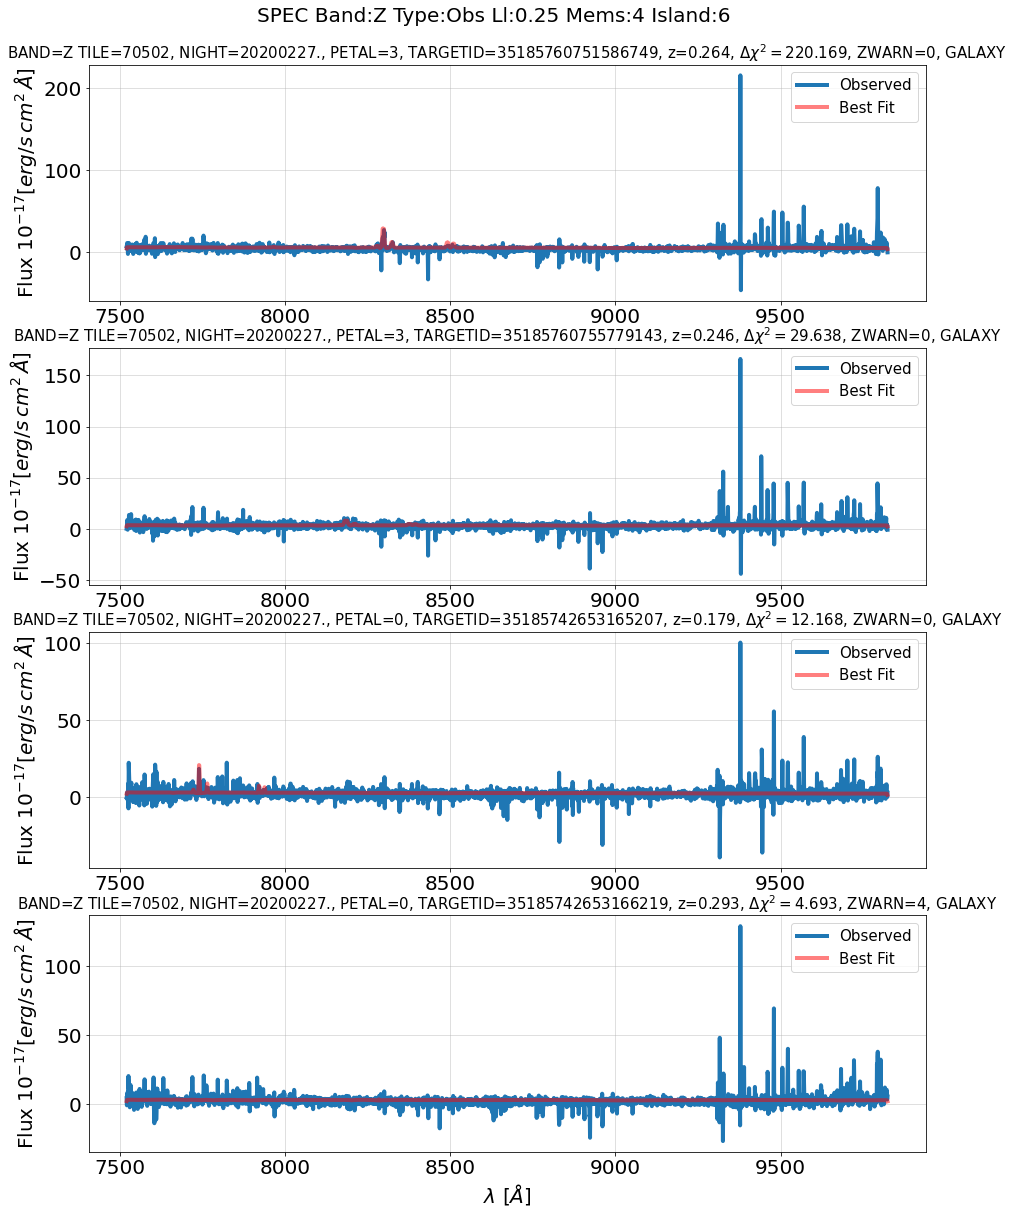 SPEC Band:Z Type:Obs Ll:0.25 Mems:4 Island:6
BAND=Z TILE=70502, NIGHT=20200227., PETAL=3, TARGETID=35185760751586749, z=0.264, Δχ² = 220.169, ZWARN=0, GALAXY
Flux 10⁻¹⁷[erg/s cm² Å]
200
100
0
Observed
Best Fit
7500 8000 8500 9000 9500
BAND=Z TILE=70502, NIGHT=20200227., PETAL=3, TARGETID=35185760755779143, z=0.246, Δχ² = 29.638, ZWARN=0, GALAXY
Flux 10⁻¹⁷[erg/s cm² Å]
150
100
50
0
−50
Observed
Best Fit
7500 8000 8500 9000 9500
BAND=Z TILE=70502, NIGHT=20200227., PETAL=0, TARGETID=35185742653165207, z=0.179, Δχ² = 12.168, ZWARN=0, GALAXY
Flux 10⁻¹⁷[erg/s cm² Å]
100
50
0
Observed
Best Fit
7500 8000 8500 9000 9500
BAND=Z TILE=70502, NIGHT=20200227., PETAL=0, TARGETID=35185742653166219, z=0.293, Δχ² = 4.693, ZWARN=4, GALAXY
Flux 10⁻¹⁷[erg/s cm² Å]
100
50
0
Observed
Best Fit
7500 8000 8500 9000 9500
λ [Å]